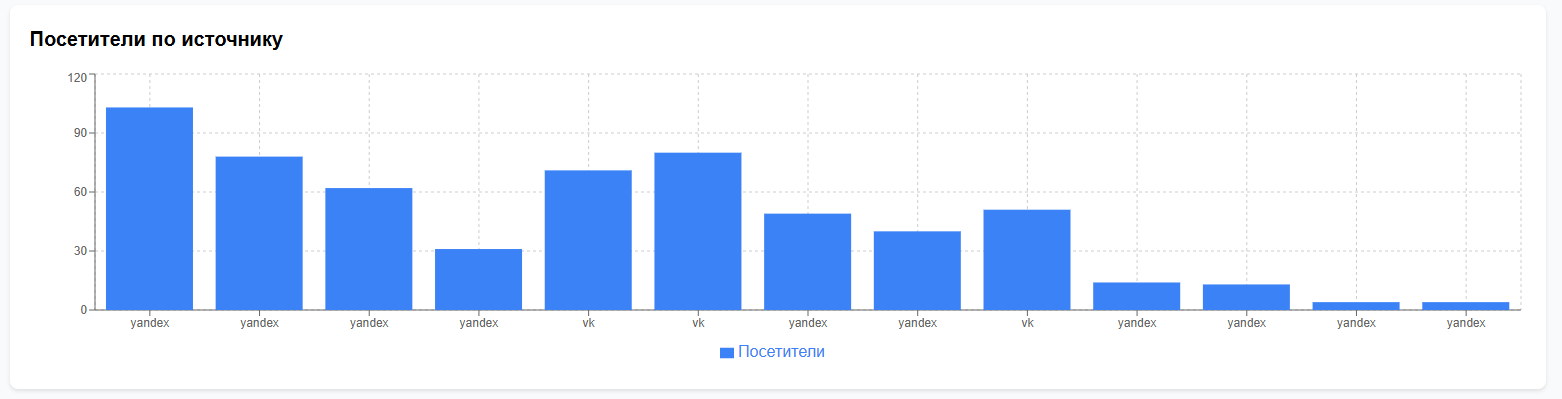 Посетители по источнику
120
90
60
30
0
yandex yandex yandex yandex vk vk yandex yandex vk yandex yandex yandex yandex
Посетители